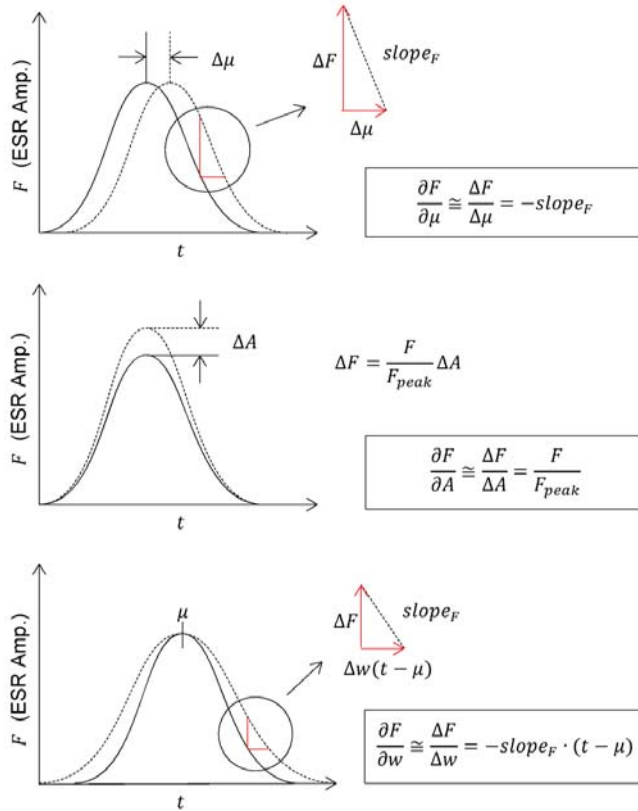 Δμ
F (ESR Amp.)
t
ΔF
slope_F
Δμ
∂F/∂μ ≅ ΔF/Δμ = −slope_F
ΔA
F (ESR Amp.)
t
ΔF = F/F_peak ΔA
∂F/∂A ≅ ΔF/ΔA = F/F_peak
μ
F (ESR Amp.)
t
ΔF
slope_F
Δw(t − μ)
∂F/∂w ≅ ΔF/Δw = −slope_F · (t − μ)